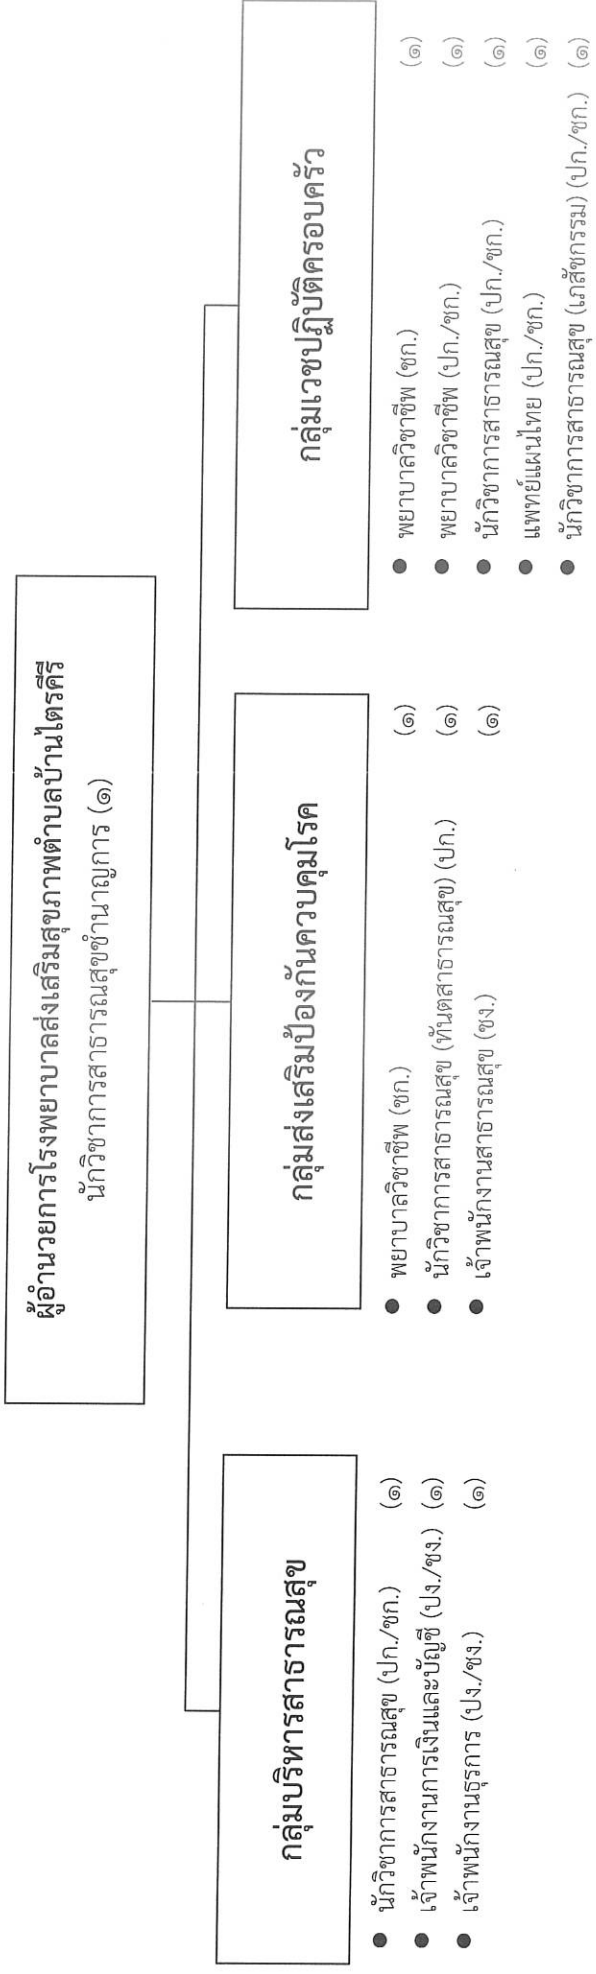 ผู้อำนวยการโรงพยาบาลส่งเสริมสุขภาพตำบลบ้านไตรคีรี
นักวิชาการสาธารณสุขชำนาญการ (๑)
กลุ่มบริหารสาธารณสุข
● นักวิชาการสาธารณสุข (ปก./ชก.) (๑)
● เจ้าพนักงานการเงินและบัญชี (ปง./ชง.) (๑)
● เจ้าพนักงานธุรการ (ปง./ชง.) (๑)
กลุ่มส่งเสริมป้องกันควบคุมโรค
● พยาบาลวิชาชีพ (ชก.) (๑)
● นักวิชาการสาธารณสุข (ทันตสาธารณสุข) (ปก.) (๑)
● เจ้าพนักงานสาธารณสุข (ชง.) (๑)
กลุ่มเวชปฏิบัติครอบครัว
● พยาบาลวิชาชีพ (ชก.) (๑)
● พยาบาลวิชาชีพ (ปก./ชก.) (๑)
● นักวิชาการสาธารณสุข (ปก./ชก.) (๑)
● แพทย์แผนไทย (ปก./ชก.) (๑)
● นักวิชาการสาธารณสุข (เภสัชกรรม) (ปก./ชก.) (๑)